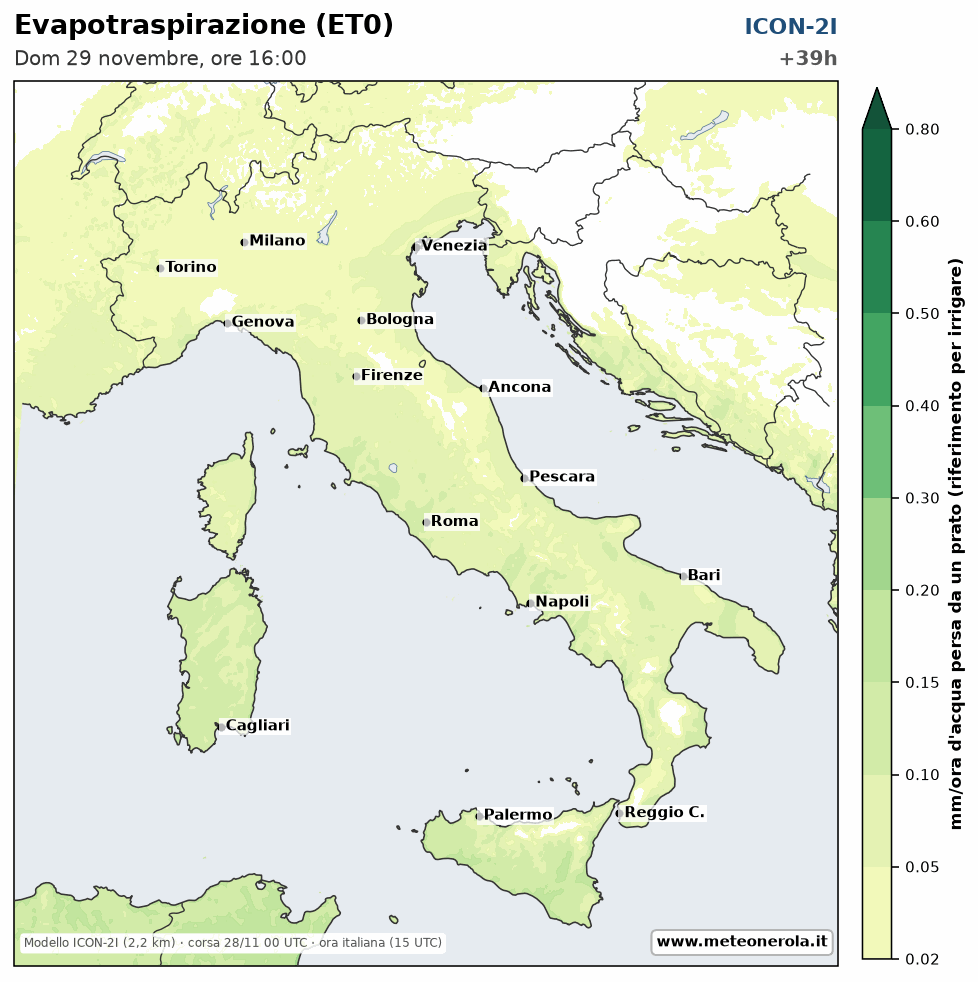 Evapotraspirazione (ET0)
ICON-2I
Dom 29 novembre, ore 16:00
+39h
Milano
Venezia
Torino
Genova
Bologna
Firenze
Ancona
Pescara
Roma
Bari
Napoli
Cagliari
Palermo
Reggio C.
0.80
0.60
0.50
0.40
0.30
0.20
0.15
0.10
0.05
0.02
mm/ora d'acqua persa da un prato (riferimento per irrigare)
Modello ICON-2I (2,2 km) · corsa 28/11 00 UTC · ora italiana (15 UTC)
www.meteonerola.it